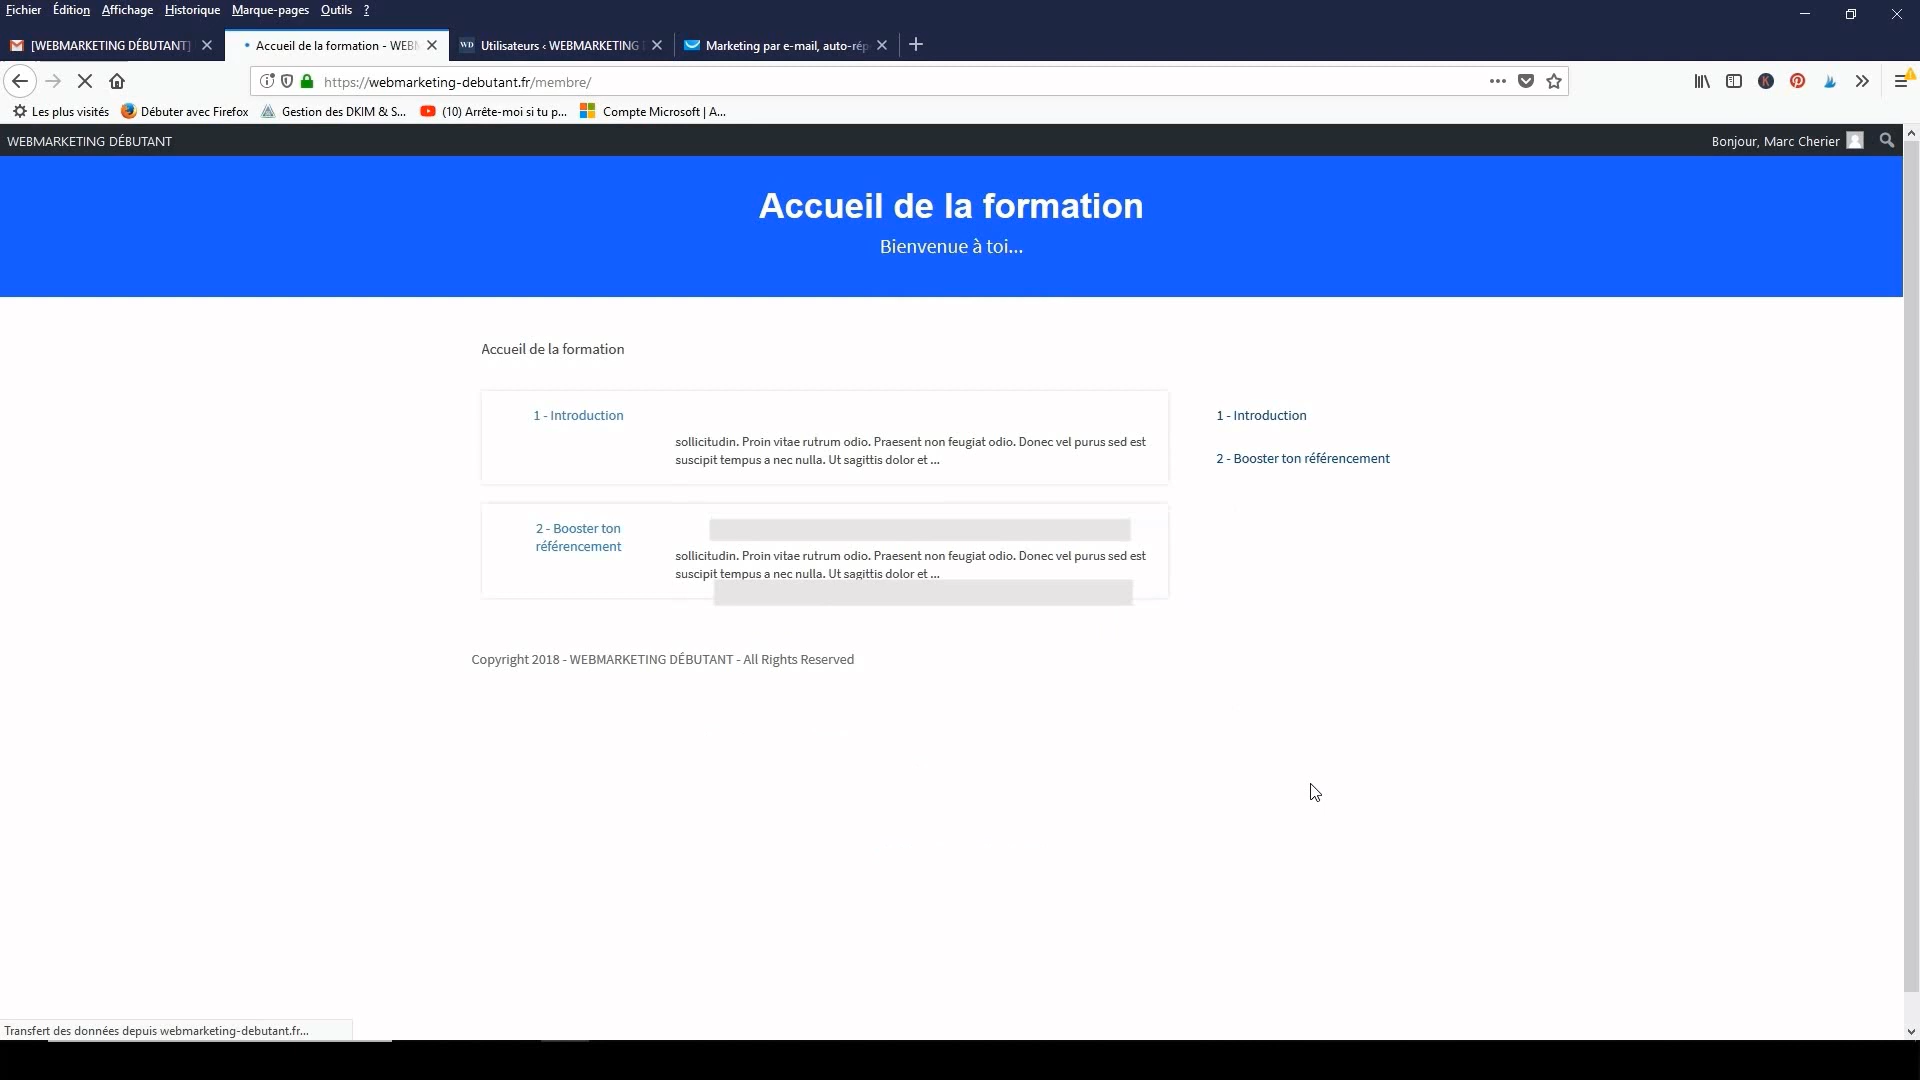 Fichier Édition Affichage Historique Marque-pages Outils ?
[WEBMARKETING DÉBUTANT] Accueil de la formation - WEBM Utilisateurs ‹ WEBMARKETING Marketing par e-mail, auto-rép
https://webmarketing-debutant.fr/membre/
Les plus visités Débuter avec Firefox Gestion des DKIM & S... (10) Arrête-moi si tu p... Compte Microsoft | A...
WEBMARKETING DÉBUTANT Bonjour, Marc Cherier
Accueil de la formation
Bienvenue à toi...
Accueil de la formation
1 - Introduction
sollicitudin. Proin vitae rutrum odio. Praesent non feugiat odio. Donec vel purus sed est
suscipit tempus a nec nulla. Ut sagittis dolor et ...
2 - Booster ton
référencement
sollicitudin. Proin vitae rutrum odio. Praesent non feugiat odio. Donec vel purus sed est
suscipit tempus a nec nulla. Ut sagittis dolor et ...
1 - Introduction
2 - Booster ton référencement
Copyright 2018 - WEBMARKETING DÉBUTANT - All Rights Reserved
Transfert des données depuis webmarketing-debutant.fr...